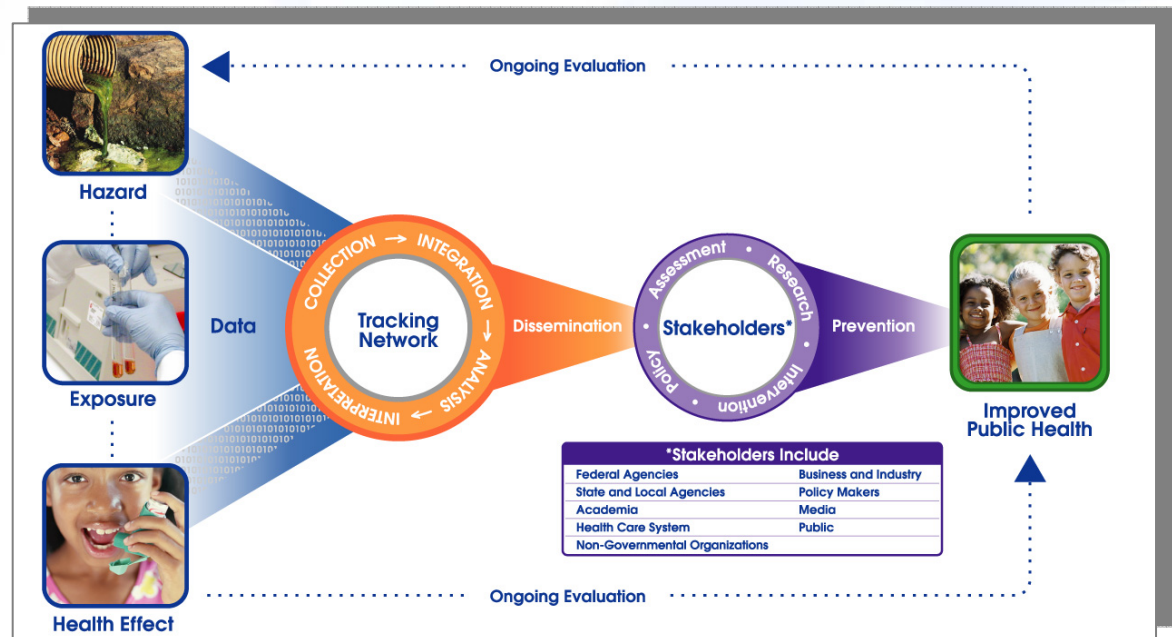 Ongoing Evaluation
Hazard
Exposure
Health Effect
Data
COLLECTION → INTEGRATION → ANALYSIS → INTERPRETATION
Tracking
Network
Dissemination
Assessment • Research • Intervention • Policy •
Stakeholders*
Prevention
Improved
Public Health
*Stakeholders Include
Federal Agencies
Business and Industry
State and Local Agencies
Policy Makers
Academia
Media
Health Care System
Public
Non-Governmental Organizations
Ongoing Evaluation